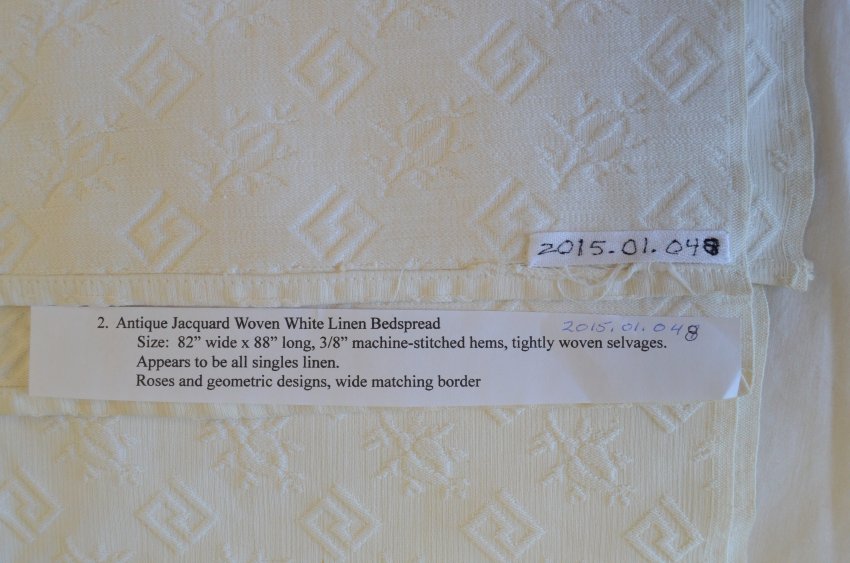 2015.01.048
2. Antique Jacquard Woven White Linen Bedspread 2015.01.048
Size: 82” wide x 88” long, 3/8” machine-stitched hems, tightly woven selvages.
Appears to be all singles linen.
Roses and geometric designs, wide matching border